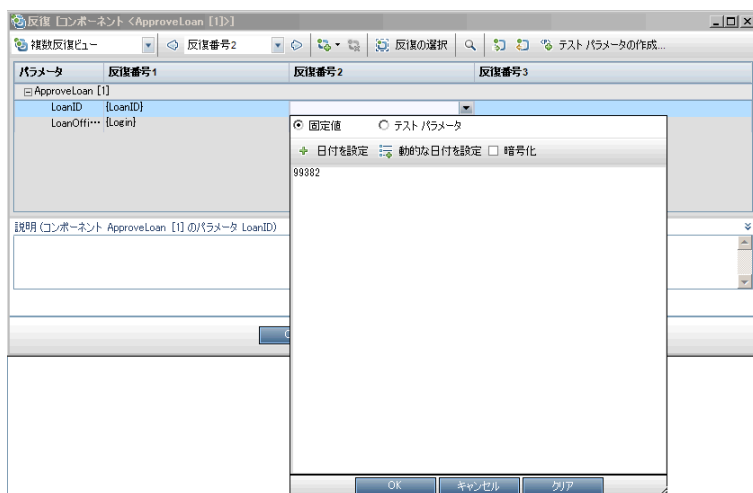 反復 [コンポーネント <ApproveLoan [1]>]
複数反復ビュー 反復番号2 反復の選択 テスト パラメータの作成...
パラメータ 反復番号1 反復番号2 反復番号3
ApproveLoan [1]
LoanID {LoanID}
LoanOffi... {Login}
固定値 テスト パラメータ
日付を設定 動的な日付を設定 暗号化
99382
説明(コンポーネント ApproveLoan [1] のパラメータ LoanID)
OK キャンセル クリア